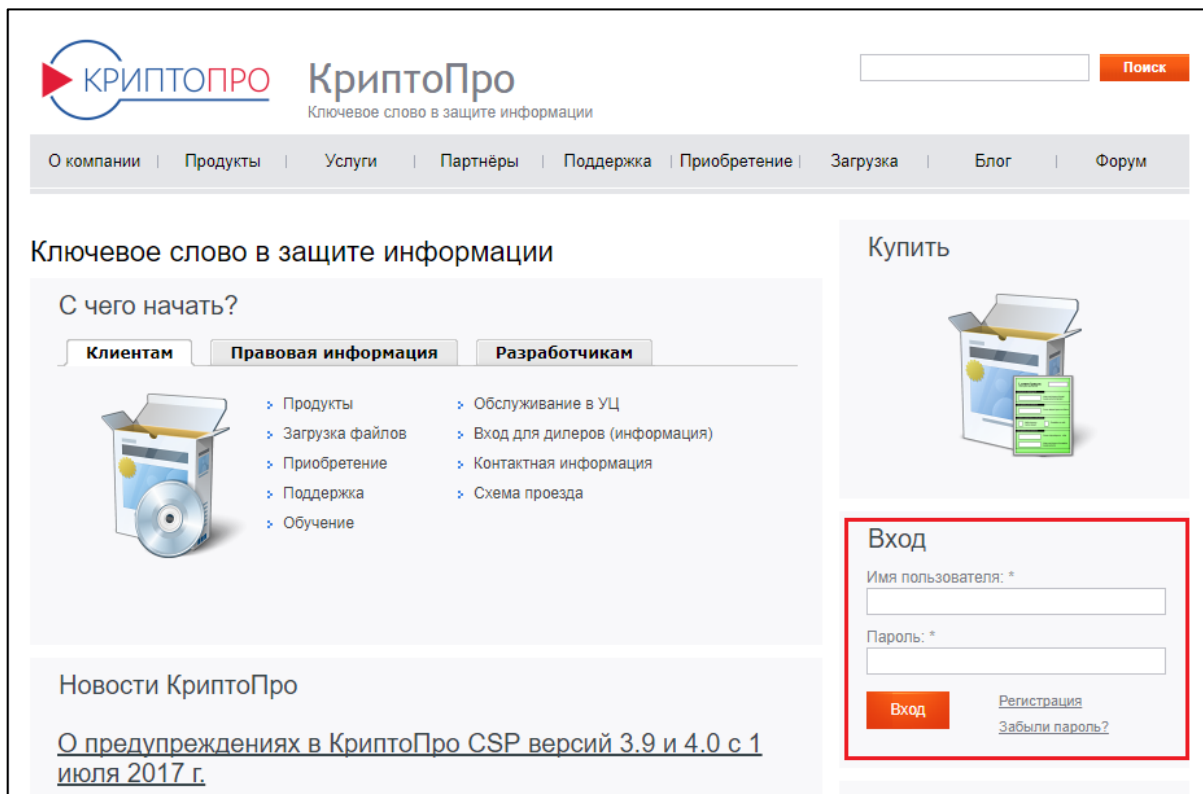 КРИПТОПРО
КриптоПро
Ключевое слово в защите информации
Поиск
О компании | Продукты | Услуги | Партнёры | Поддержка | Приобретение | Загрузка | Блог | Форум
Ключевое слово в защите информации
С чего начать?
Клиентам Правовая информация Разработчикам
Продукты
Загрузка файлов
Приобретение
Поддержка
Обучение
Обслуживание в УЦ
Вход для дилеров (информация)
Контактная информация
Схема проезда
Новости КриптоПро
О предупреждениях в КриптоПро CSP версий 3.9 и 4.0 с 1
июля 2017 г.
Купить
Вход
Имя пользователя: *
Пароль: *
Вход
Регистрация
Забыли пароль?